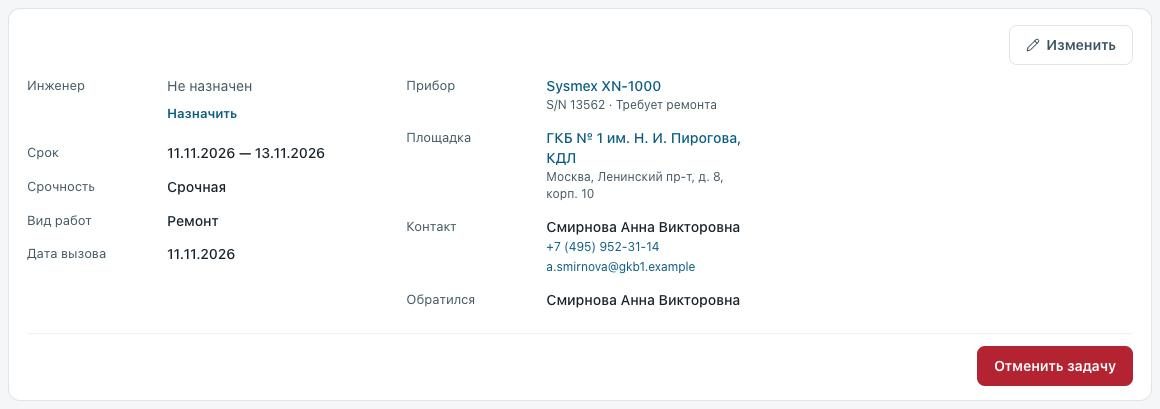 Изменить
Инженер
Не назначен
Назначить
Срок
11.11.2026 — 13.11.2026
Срочность
Срочная
Вид работ
Ремонт
Дата вызова
11.11.2026
Прибор
Sysmex XN-1000
S/N 13562 · Требует ремонта
Площадка
ГКБ № 1 им. Н. И. Пирогова,
КДЛ
Москва, Ленинский пр-т, д. 8,
корп. 10
Контакт
Смирнова Анна Викторовна
+7 (495) 952-31-14
a.smirnova@gkb1.example
Обратился
Смирнова Анна Викторовна
Отменить задачу